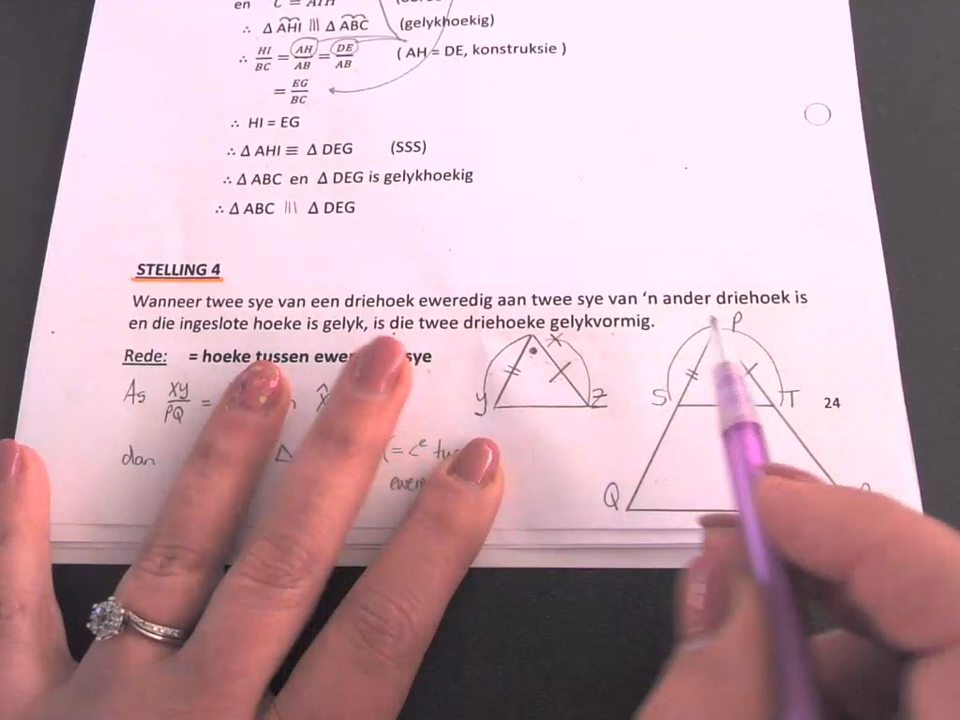 en
∴ Δ AHI ||| Δ ABC (gelykhoekig)
∴ HI/BC = AH/AB = DE/AB ( AH = DE, konstruksie )
= EG/BC
∴ HI = EG
∴ Δ AHI ≡ Δ DEG (SSS)
∴ Δ ABC en Δ DEG is gelykhoekig
∴ Δ ABC ||| Δ DEG
STELLING 4
Wanneer twee sye van een driehoek eweredig aan twee sye van ‘n ander driehoek is
en die ingeslote hoeke is gelyk, is die twee driehoeke gelykvormig.
Rede: = hoeke tussen sye
As XY/PQ =
dan Δ
Y Z
P
S T
Q
24